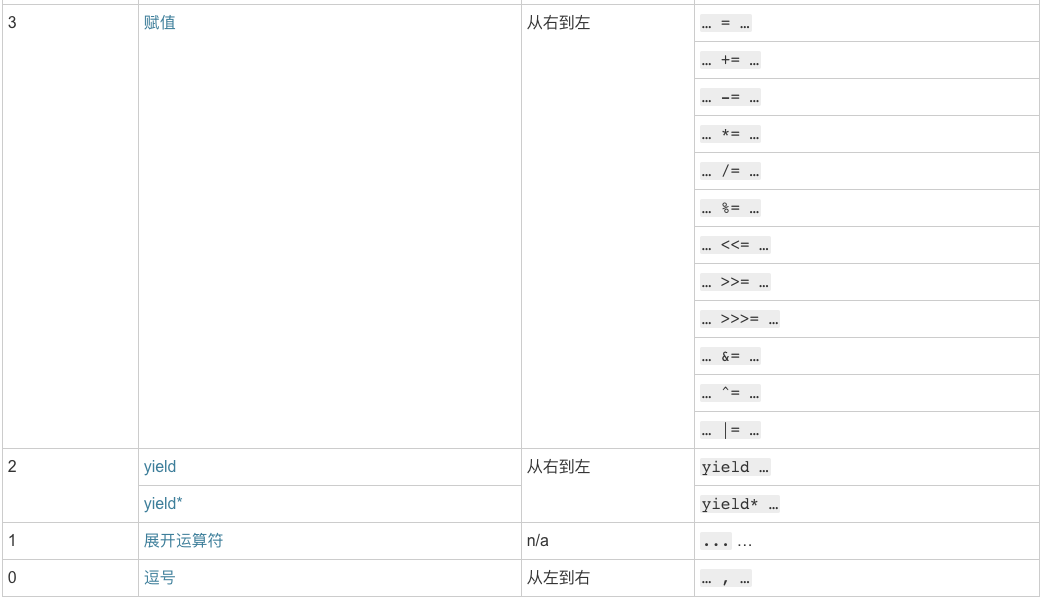 3 赋值 从右到左 … = …
… += …
… -= …
… *= …
… /= …
… %= …
… <<= …
… >>= …
… >>>= …
… &= …
… ^= …
… |= …
2 yield 从右到左 yield …
yield* yield* …
1 展开运算符 n/a ... …
0 逗号 从左到右 … , …